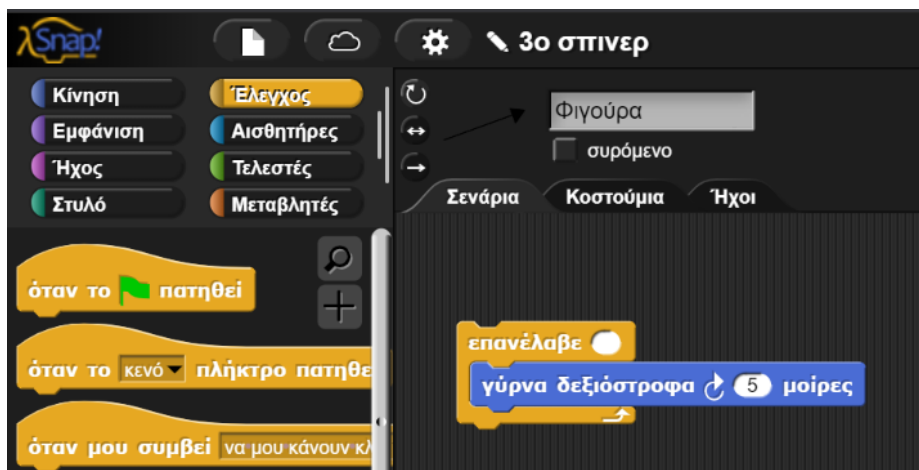 λSnap!
3ο σπινερ
Κίνηση
Έλεγχος
Εμφάνιση
Αισθητήρες
Ήχος
Τελεστές
Στυλό
Μεταβλητές
Φιγούρα
συρόμενο
Σενάρια
Κοστούμια
Ήχοι
όταν το πατηθεί
όταν το κενό πλήκτρο πατηθε
όταν μου συμβεί να μου κάνουν κλ
επανέλαβε
γύρνα δεξιόστροφα 5 μοίρες